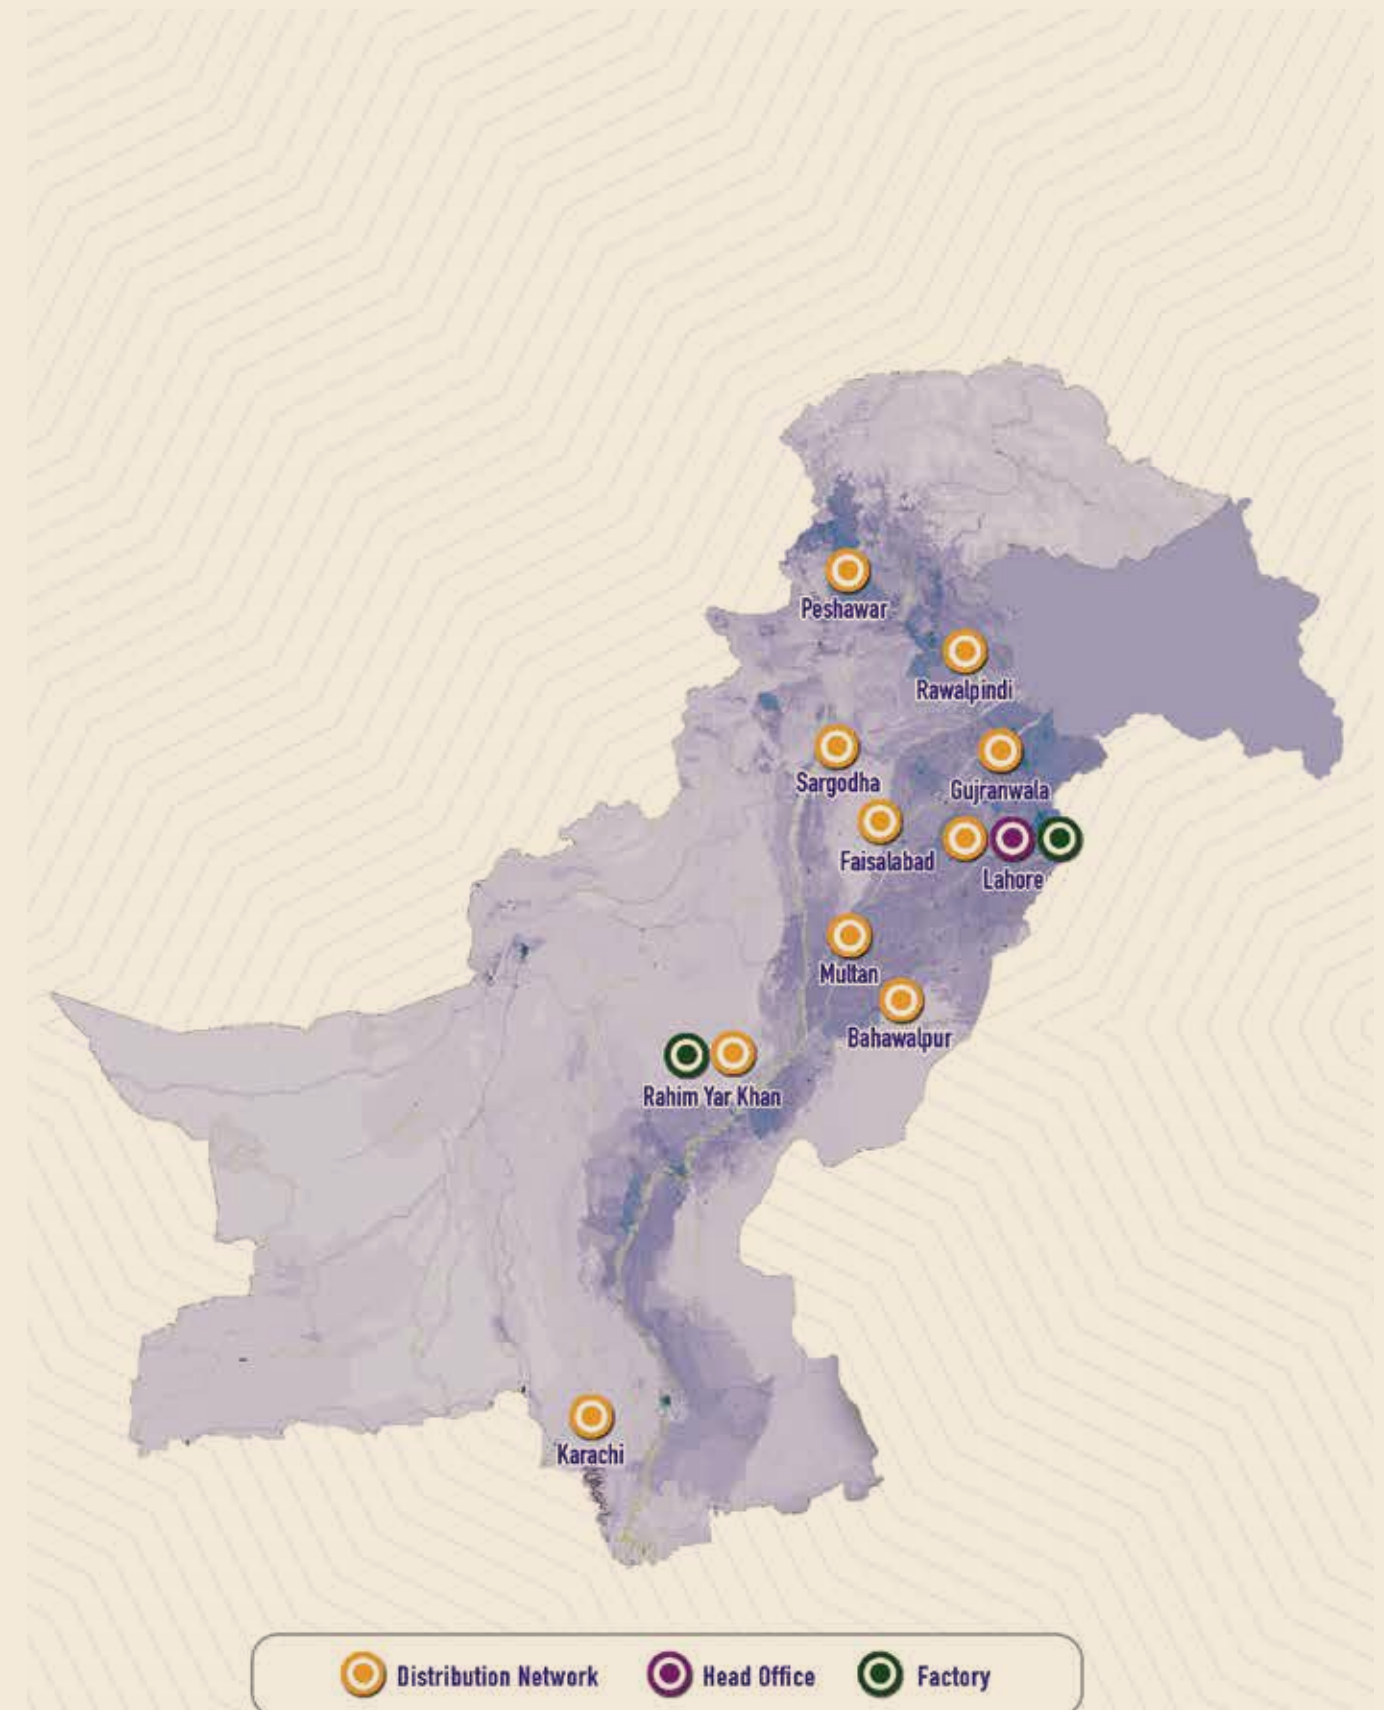 Peshawar
Rawalpindi
Sargodha
Gujranwala
Faisalabad
Lahore
Multan
Bahawalpur
Rahim Yar Khan
Karachi
Distribution Network Head Office Factory